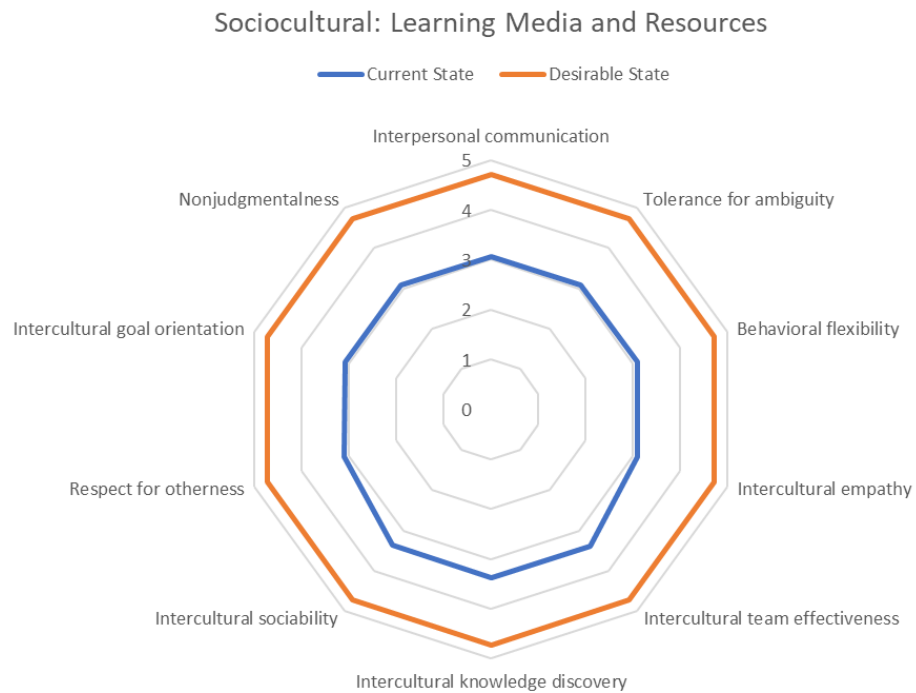 Sociocultural: Learning Media and Resources
Current State
Desirable State
Interpersonal communication
5
Nonjudgmentalness
Tolerance for ambiguity
4
3
Intercultural goal orientation
Behavioral flexibility
2
1
0
Respect for otherness
Intercultural empathy
Intercultural sociability
Intercultural team effectiveness
Intercultural knowledge discovery